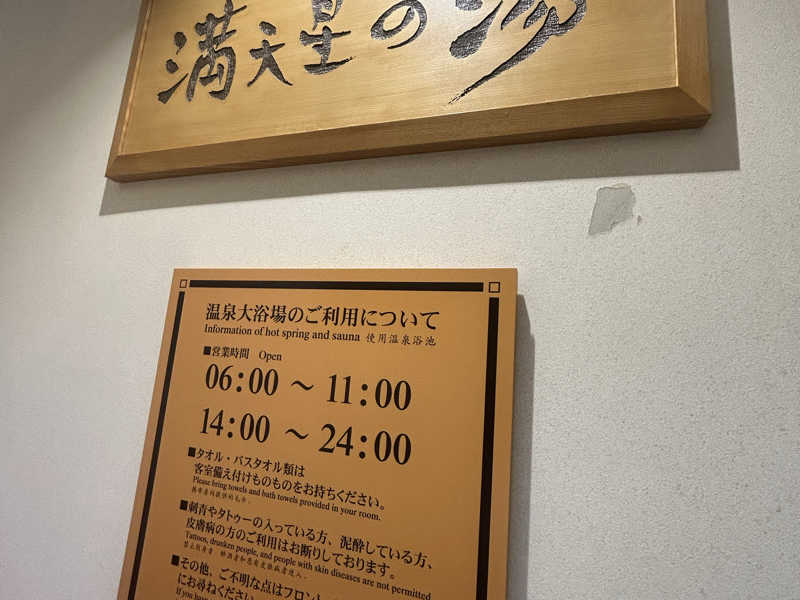 満天星の湯
温泉大浴場のご利用について
Information of hot spring and sauna 使用温泉浴池
■営業時間 Open
06:00 ～ 11:00
14:00 ～ 24:00
■タオル・バスタオル類は
客室備え付けものものをお持ちください。
Please bring towels and bath towels provided in your room.
■刺青やタトゥーの入っている方、泥酔している方、
皮膚病の方のご利用はお断りしております。
Tattoos, drunken people, and people with skin diseases are not permitted
■その他、ご不明な点はフロント
にお尋ねください
If you have